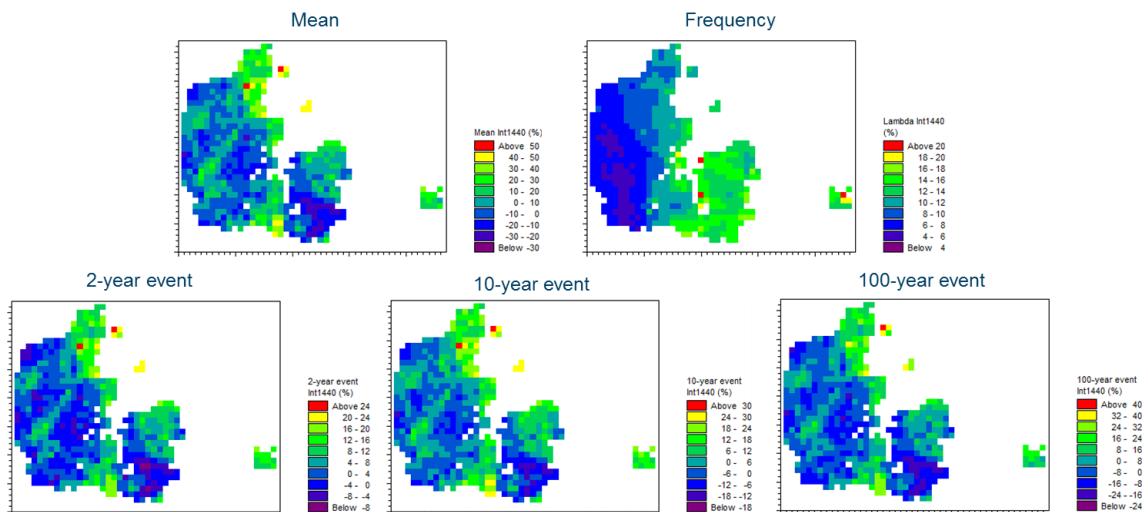 Mean
Frequency
Mean Int1440 (%)
Above 50
40 - 50
30 - 40
20 - 30
10 - 20
0 - 10
-10 - 0
-20 - -10
-30 - -20
Below -30
Lambda Int1440
(%)
Above 20
18 - 20
16 - 18
14 - 16
12 - 14
10 - 12
8 - 10
6 - 8
4 - 6
Below 4
2-year event
10-year event
100-year event
2-year event
Int1440 (%)
Above 24
20 - 24
16 - 20
12 - 16
8 - 12
4 - 8
0 - 4
-4 - 0
-8 - -4
Below -8
10-year event
Int1440 (%)
Above 30
24 - 30
18 - 24
12 - 18
6 - 12
0 - 6
-6 - 0
-12 - -6
-18 - -12
Below -18
100-year event
Int1440 (%)
Above 40
32 - 40
24 - 32
16 - 24
8 - 16
0 - 8
-8 - 0
-16 - -8
-24 - -16
Below -24